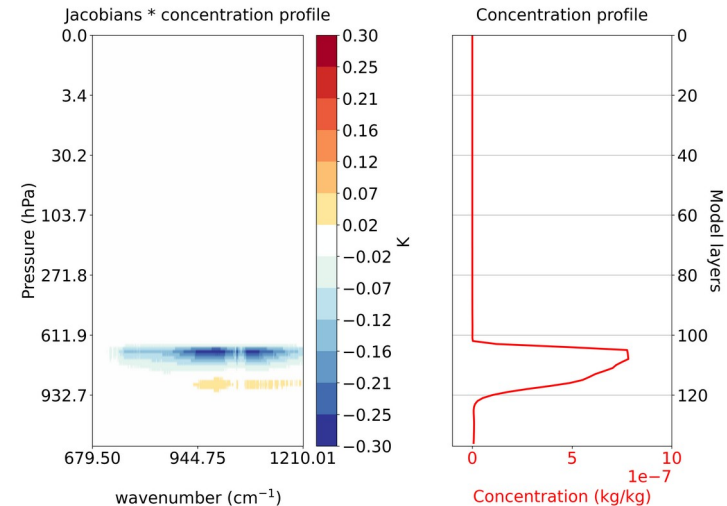 Jacobians * concentration profile
Concentration profile
0.0
3.4
30.2
103.7
271.8
611.9
932.7
Pressure (hPa)
679.50 944.75 1210.01
wavenumber (cm⁻¹)
0.30
0.25
0.21
0.16
0.12
0.07
0.02
−0.02
−0.07
−0.12
−0.16
−0.21
−0.25
−0.30
K
0
20
40
60
80
100
120
Model layers
0 5 10
1e−7
Concentration (kg/kg)